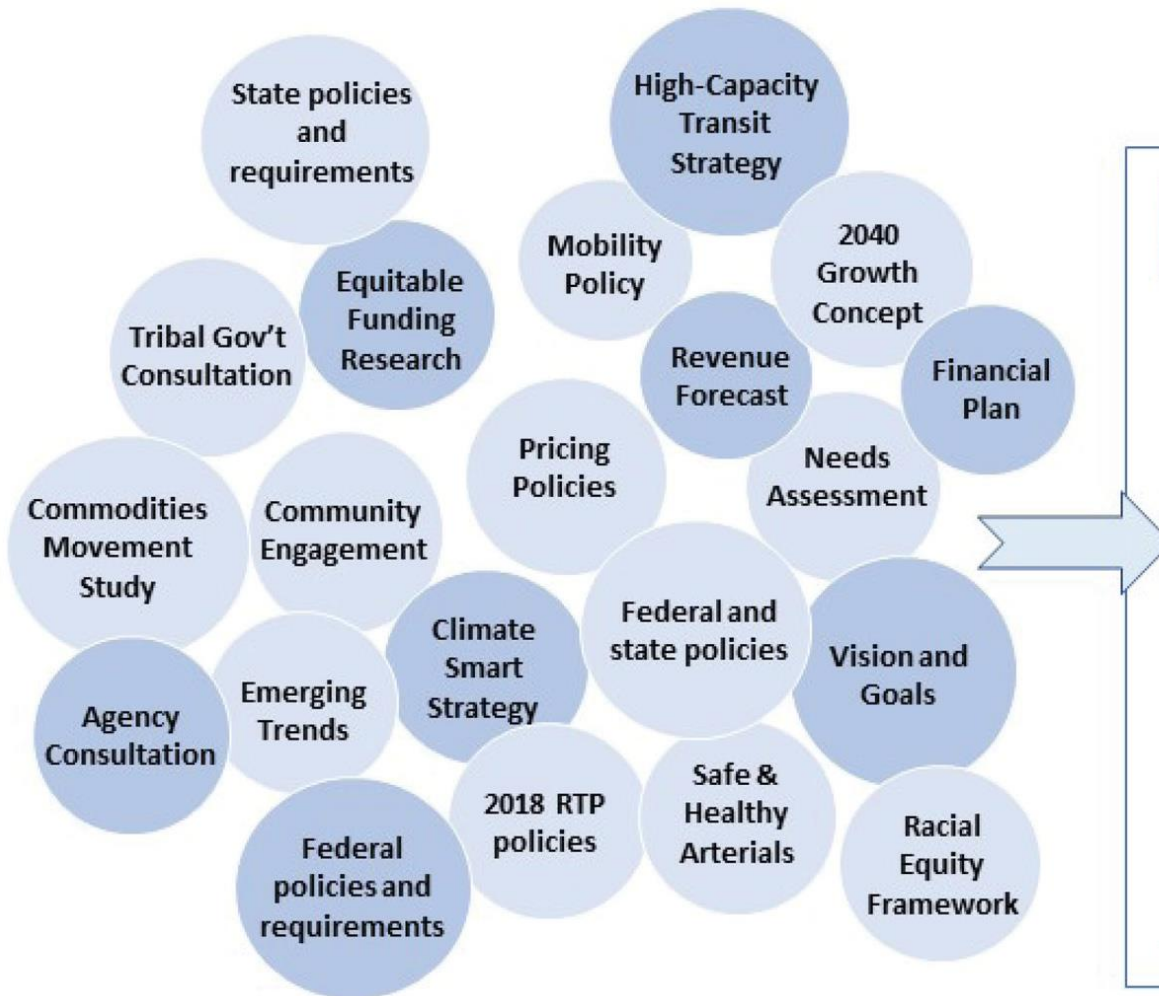 State policies
and
requirements
High-Capacity
Transit
Strategy
Mobility
Policy
2040
Growth
Concept
Equitable
Funding
Research
Tribal Gov’t
Consultation
Revenue
Forecast
Financial
Plan
Pricing
Policies
Needs
Assessment
Commodities
Movement
Study
Community
Engagement
Federal and
state policies
Climate
Smart
Strategy
Vision and
Goals
Agency
Consultation
Emerging
Trends
2018 RTP
policies
Safe &
Healthy
Arterials
Racial
Equity
Framework
Federal
policies and
requirements